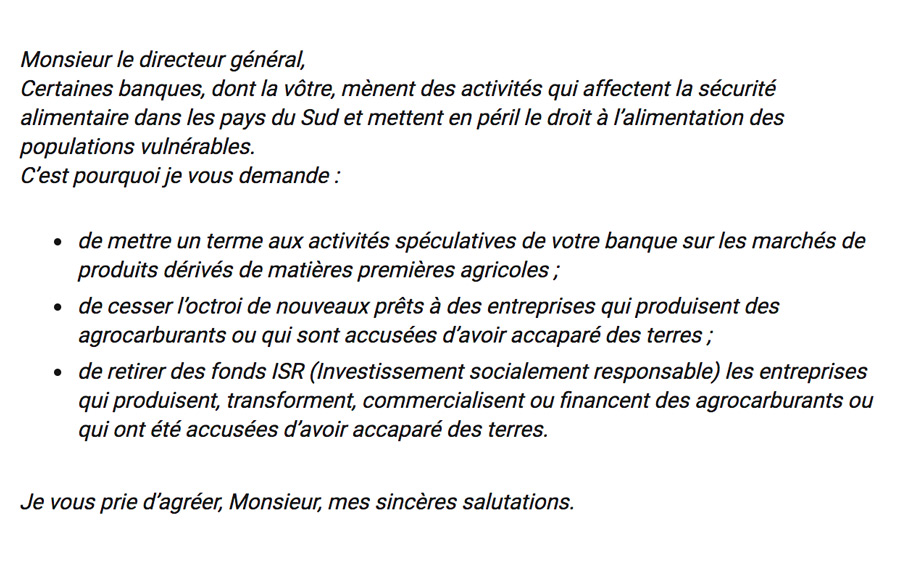 Monsieur le directeur général,
Certaines banques, dont la vôtre, mènent des activités qui affectent la sécurité
alimentaire dans les pays du Sud et mettent en péril le droit à l’alimentation des
populations vulnérables.
C’est pourquoi je vous demande :
• de mettre un terme aux activités spéculatives de votre banque sur les marchés de
produits dérivés de matières premières agricoles ;
• de cesser l’octroi de nouveaux prêts à des entreprises qui produisent des
agrocarburants ou qui sont accusées d’avoir accaparé des terres ;
• de retirer des fonds ISR (Investissement socialement responsable) les entreprises
qui produisent, transforment, commercialisent ou financent des agrocarburants ou
qui ont été accusées d’avoir accaparé des terres.
Je vous prie d’agréer, Monsieur, mes sincères salutations.